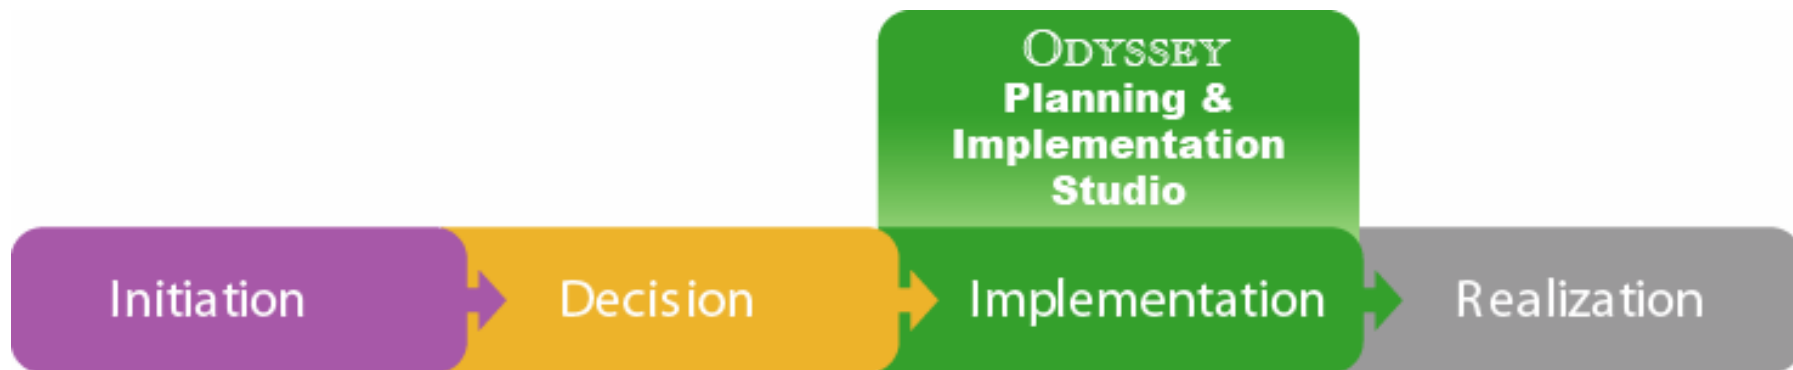 ODYSSEY
Planning &
Implementation
Studio
Initiation
Decision
Implementation
Realization